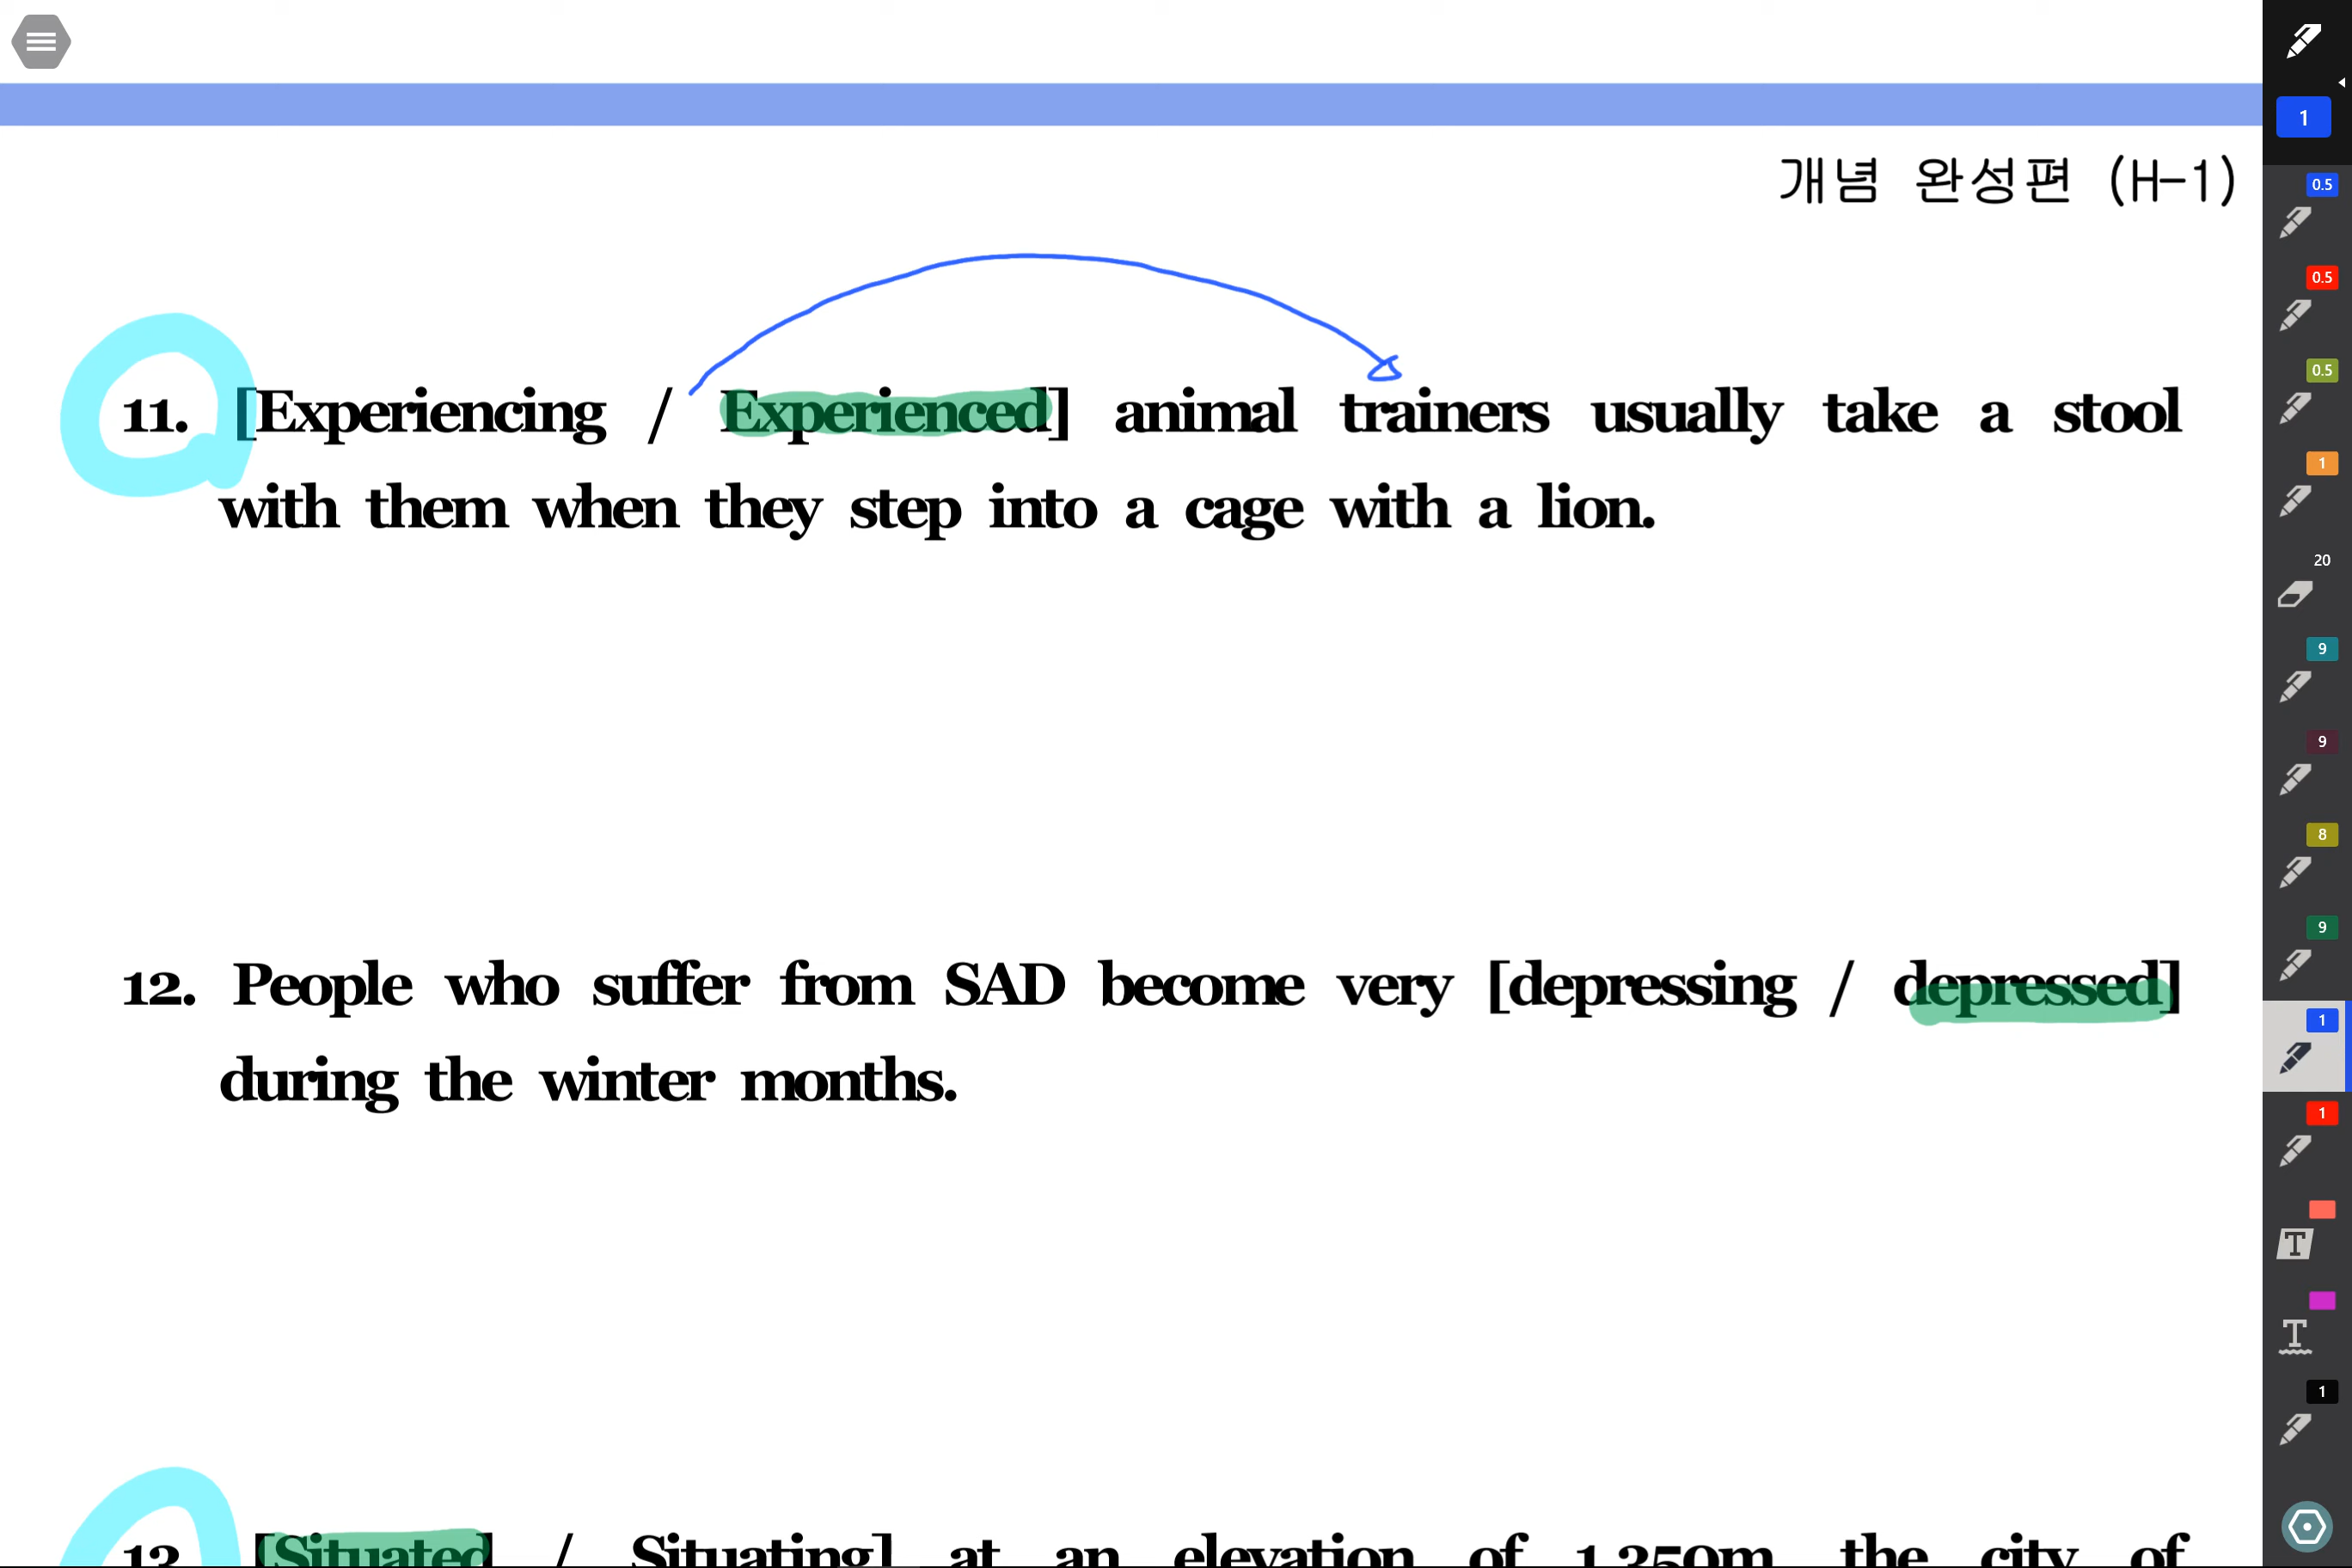 1
개념 완성편 (H-1)
0.5
0.5
11. [Experiencing / Experienced] animal trainers usually take a stool
0.5
with them when they step into a cage with a lion.
1
20
9
9
8
9
12. People who suffer from SAD become very [depressing / depressed]
1
during the winter months.
1
T
T
1
13. [Situated / Situating] at an elevation of 1,350m, the city of